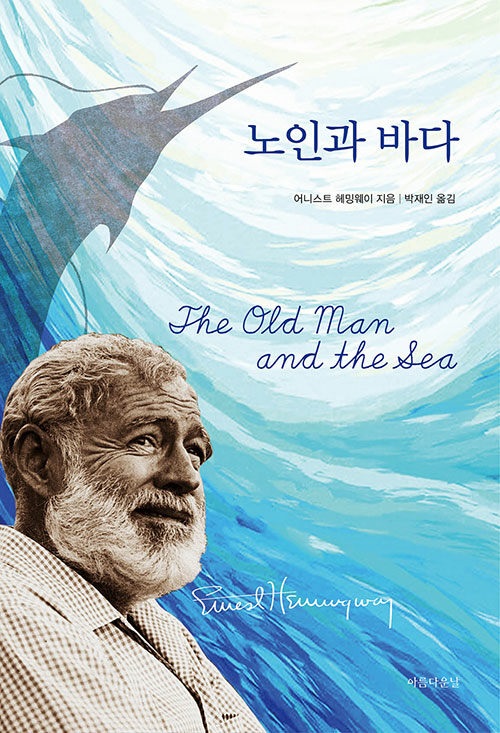 노인과 바다
어니스트 헤밍웨이 지음 | 박재인 옮김
The Old Man
and the Sea
Ernest Hemingway
아름다운날